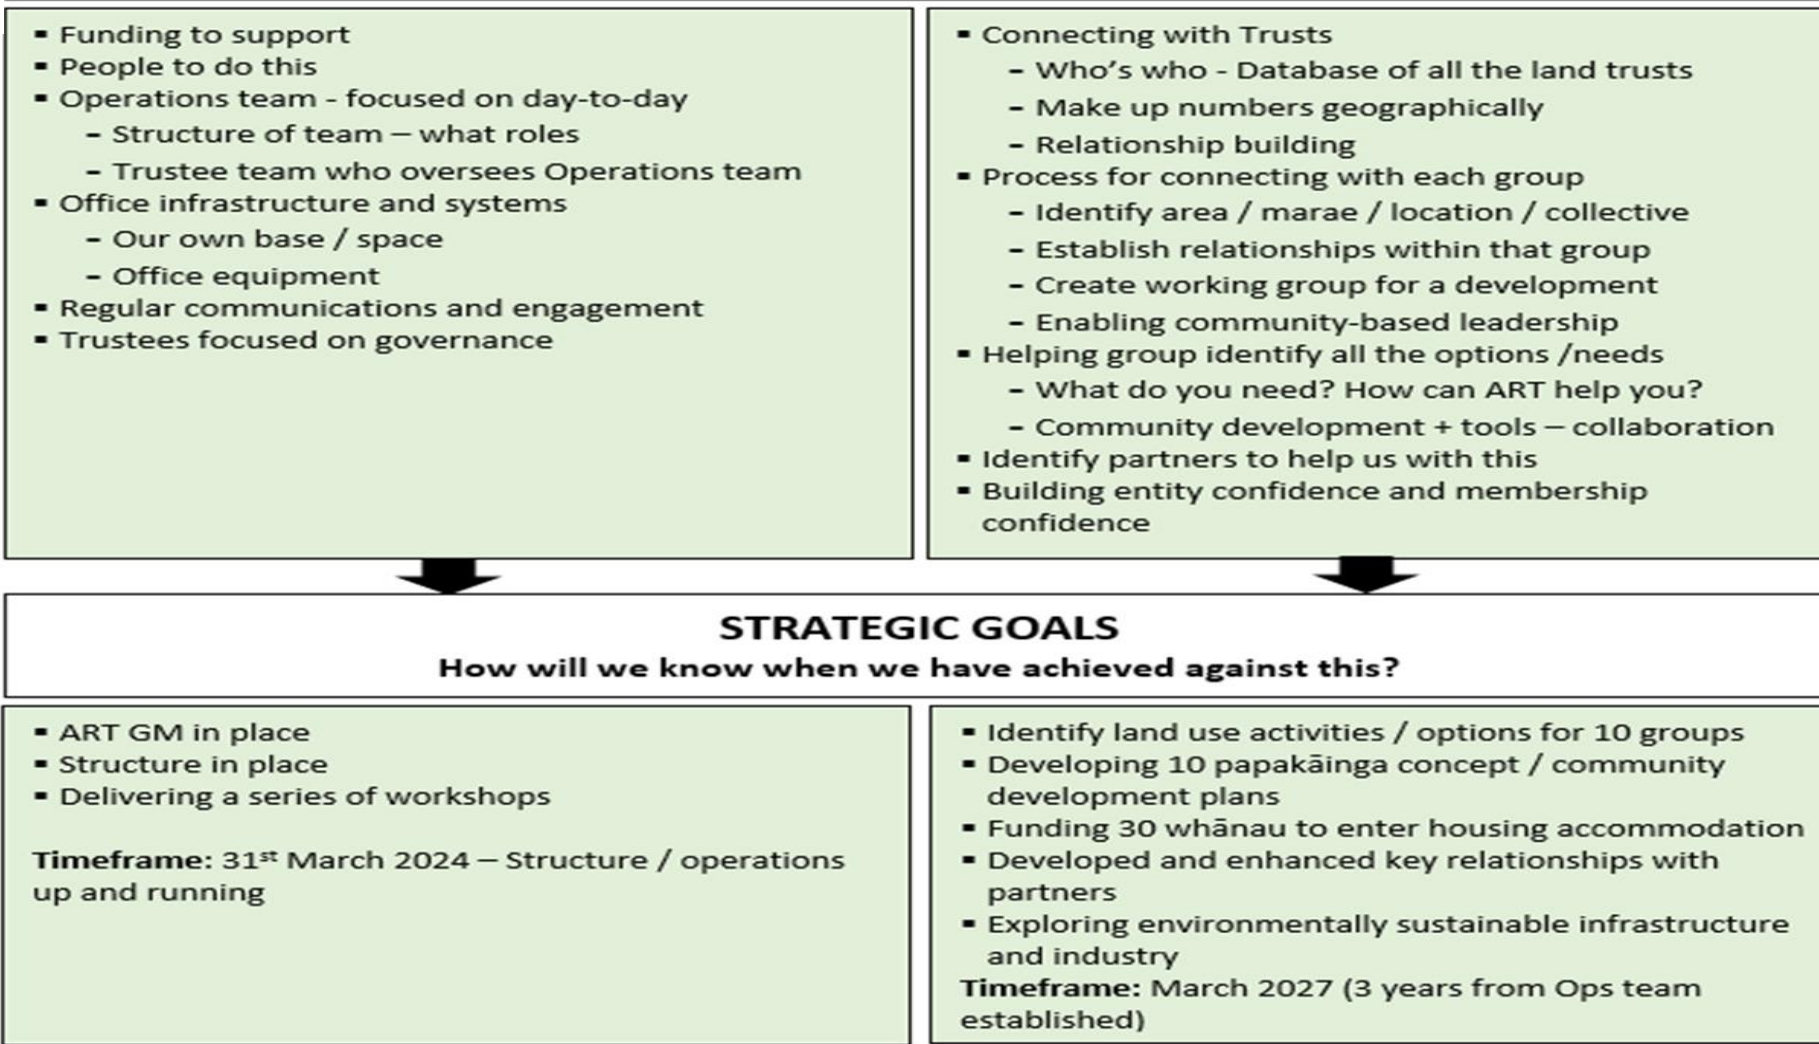 ▪ Funding to support
▪ People to do this
▪ Operations team - focused on day-to-day
- Structure of team – what roles
- Trustee team who oversees Operations team
▪ Office infrastructure and systems
- Our own base / space
- Office equipment
▪ Regular communications and engagement
▪ Trustees focused on governance
▪ Connecting with Trusts
- Who’s who - Database of all the land trusts
- Make up numbers geographically
- Relationship building
▪ Process for connecting with each group
- Identify area / marae / location / collective
- Establish relationships within that group
- Create working group for a development
- Enabling community-based leadership
▪ Helping group identify all the options /needs
- What do you need? How can ART help you?
- Community development + tools – collaboration
▪ Identify partners to help us with this
▪ Building entity confidence and membership
confidence
STRATEGIC GOALS
How will we know when we have achieved against this?
▪ ART GM in place
▪ Structure in place
▪ Delivering a series of workshops
Timeframe: 31st March 2024 – Structure / operations
up and running
▪ Identify land use activities / options for 10 groups
▪ Developing 10 papakāinga concept / community
development plans
▪ Funding 30 whānau to enter housing accommodation
▪ Developed and enhanced key relationships with
partners
▪ Exploring environmentally sustainable infrastructure
and industry
Timeframe: March 2027 (3 years from Ops team
established)